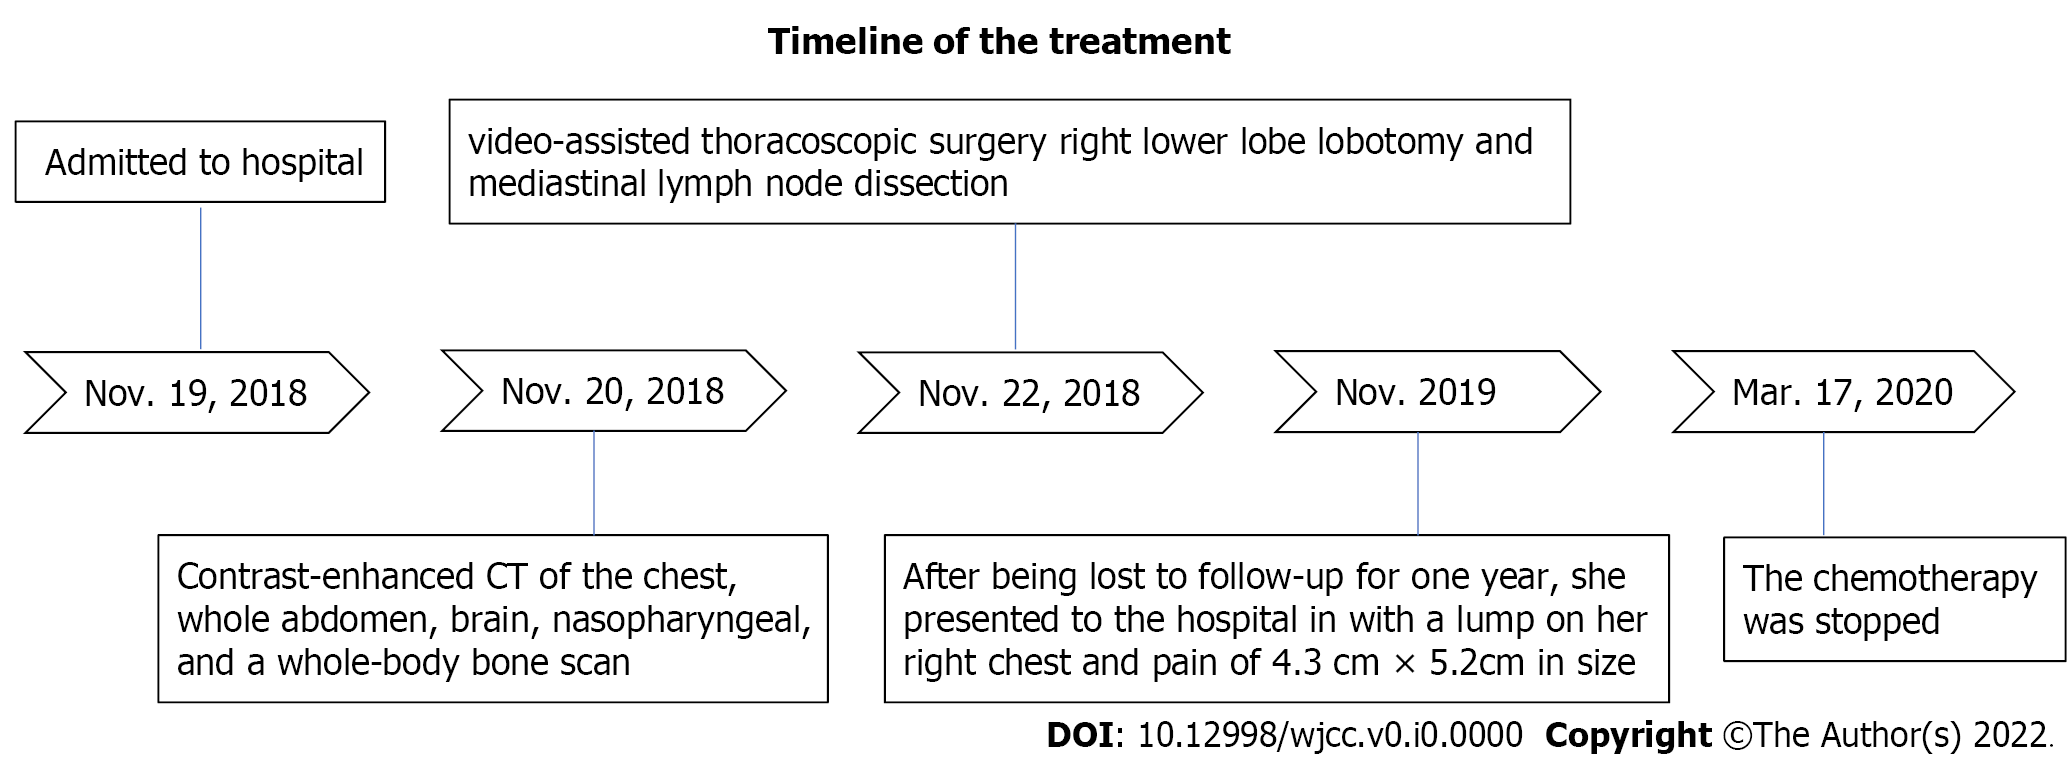 Timeline of the treatment
Admitted to hospital
video-assisted thoracoscopic surgery right lower lobe lobotomy and
mediastinal lymph node dissection
Nov. 19, 2018
Nov. 20, 2018
Nov. 22, 2018
Nov. 2019
Mar. 17, 2020
Contrast-enhanced CT of the chest,
whole abdomen, brain, nasopharyngeal,
and a whole-body bone scan
After being lost to follow-up for one year, she
presented to the hospital in with a lump on her
right chest and pain of 4.3 cm × 5.2cm in size
The chemotherapy
was stopped
DOI: 10.12998/wjcc.v0.i0.0000 Copyright ©The Author(s) 2022.